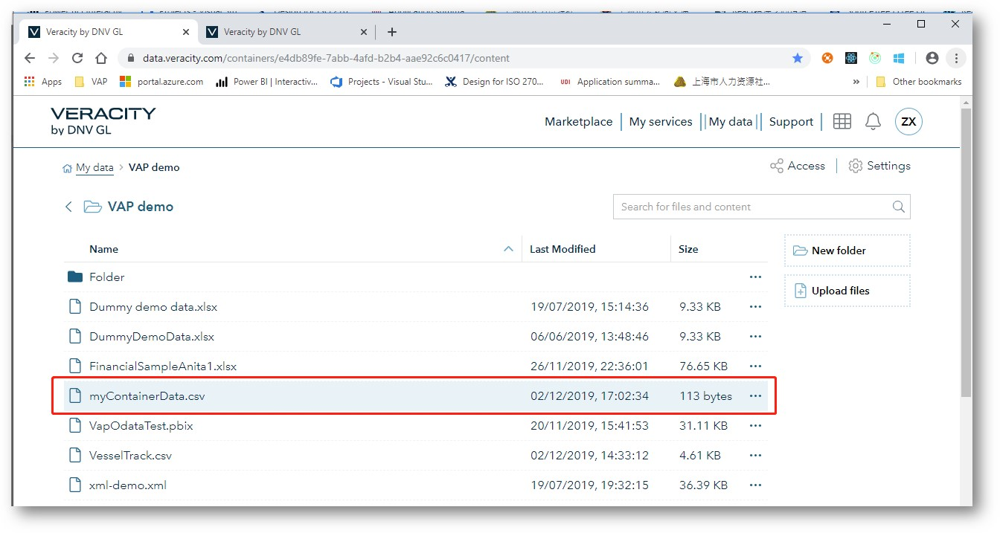 Veracity by DNV GL
Veracity by DNV GL
data.veracity.com/containers/e4db89fe-7abb-4afd-b2b4-aae92c6c0417/content
Apps VAP portal.azure.com Power BI | Interactiv... Projects - Visual Stu... Design for ISO 270... UDI Application summa... 上海市人力资源社... » Other bookmarks
VERACITY
by DNV GL
Marketplace My services My data Support ZX
My data > VAP demo
Access Settings
VAP demo
Search for files and content
Name Last Modified Size
New folder
Folder
Upload files
Dummy demo data.xlsx 19/07/2019, 15:14:36 9.33 KB
DummyDemoData.xlsx 06/06/2019, 13:48:46 9.33 KB
FinancialSampleAnita1.xlsx 26/11/2019, 22:36:01 76.65 KB
myContainerData.csv 02/12/2019, 17:02:34 113 bytes
VapOdataTest.pbix 20/11/2019, 15:41:53 31.11 KB
VesselTrack.csv 02/12/2019, 14:33:12 4.61 KB
xml-demo.xml 19/07/2019, 19:32:15 36.39 KB